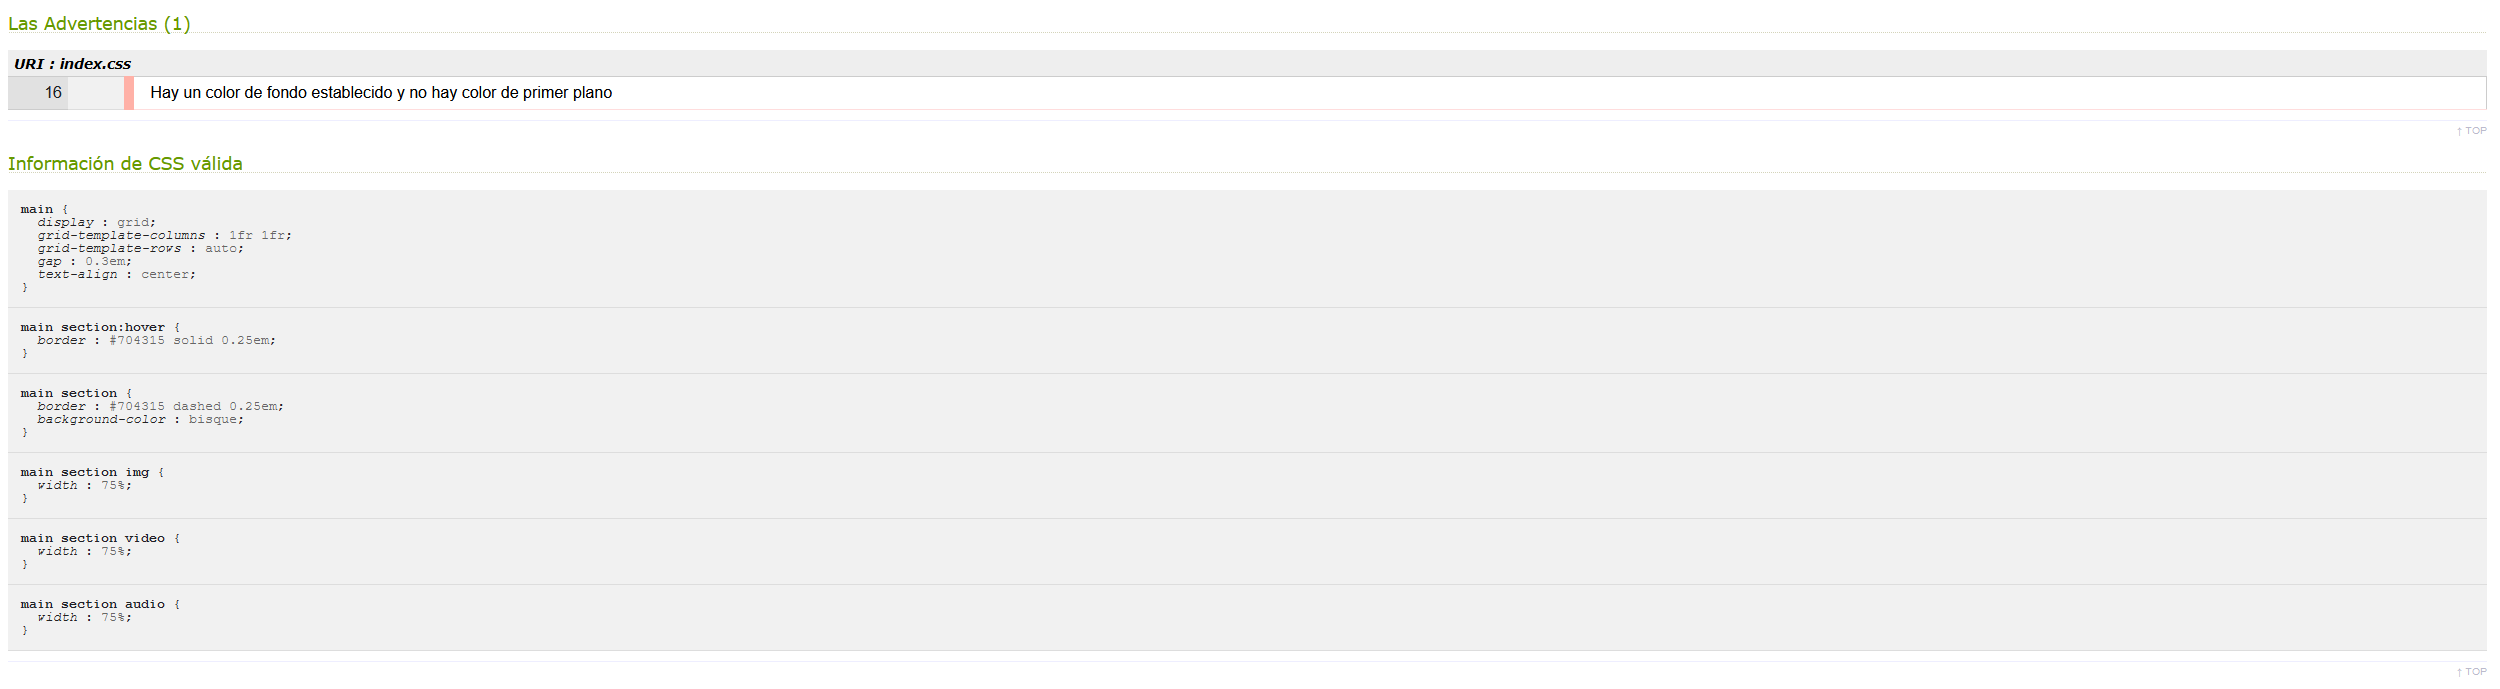 Las Advertencias (1)
URI : index.css
16 Hay un color de fondo establecido y no hay color de primer plano
↑ TOP
Información de CSS válida
main {
display : grid;
grid-template-columns : 1fr 1fr;
grid-template-rows : auto;
gap : 0.3em;
text-align : center;
}
main section:hover {
border : #704315 solid 0.25em;
}
main section {
border : #704315 dashed 0.25em;
background-color : bisque;
}
main section img {
width : 75%;
}
main section video {
width : 75%;
}
main section audio {
width : 75%;
}
↑ TOP